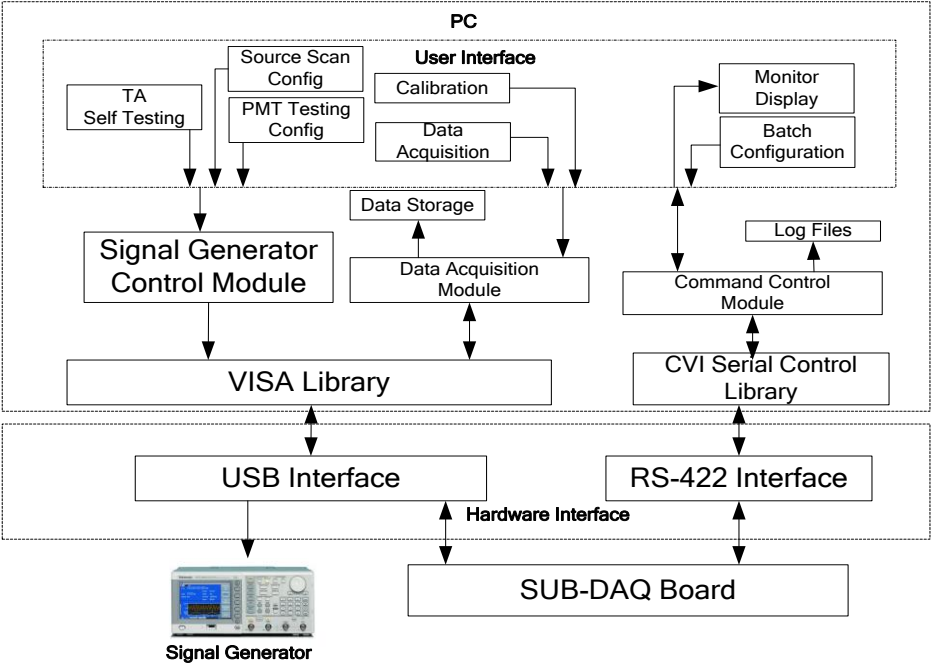 PC
User Interface
TA
Self Testing
Source Scan
Config
PMT Testing
Config
Calibration
Data
Acquisition
Monitor
Display
Batch
Configuration
Data Storage
Log Files
Signal Generator
Control Module
Data Acquisition
Module
Command Control
Module
VISA Library
CVI Serial Control
Library
USB Interface
RS-422 Interface
Hardware Interface
SUB-DAQ Board
Signal Generator